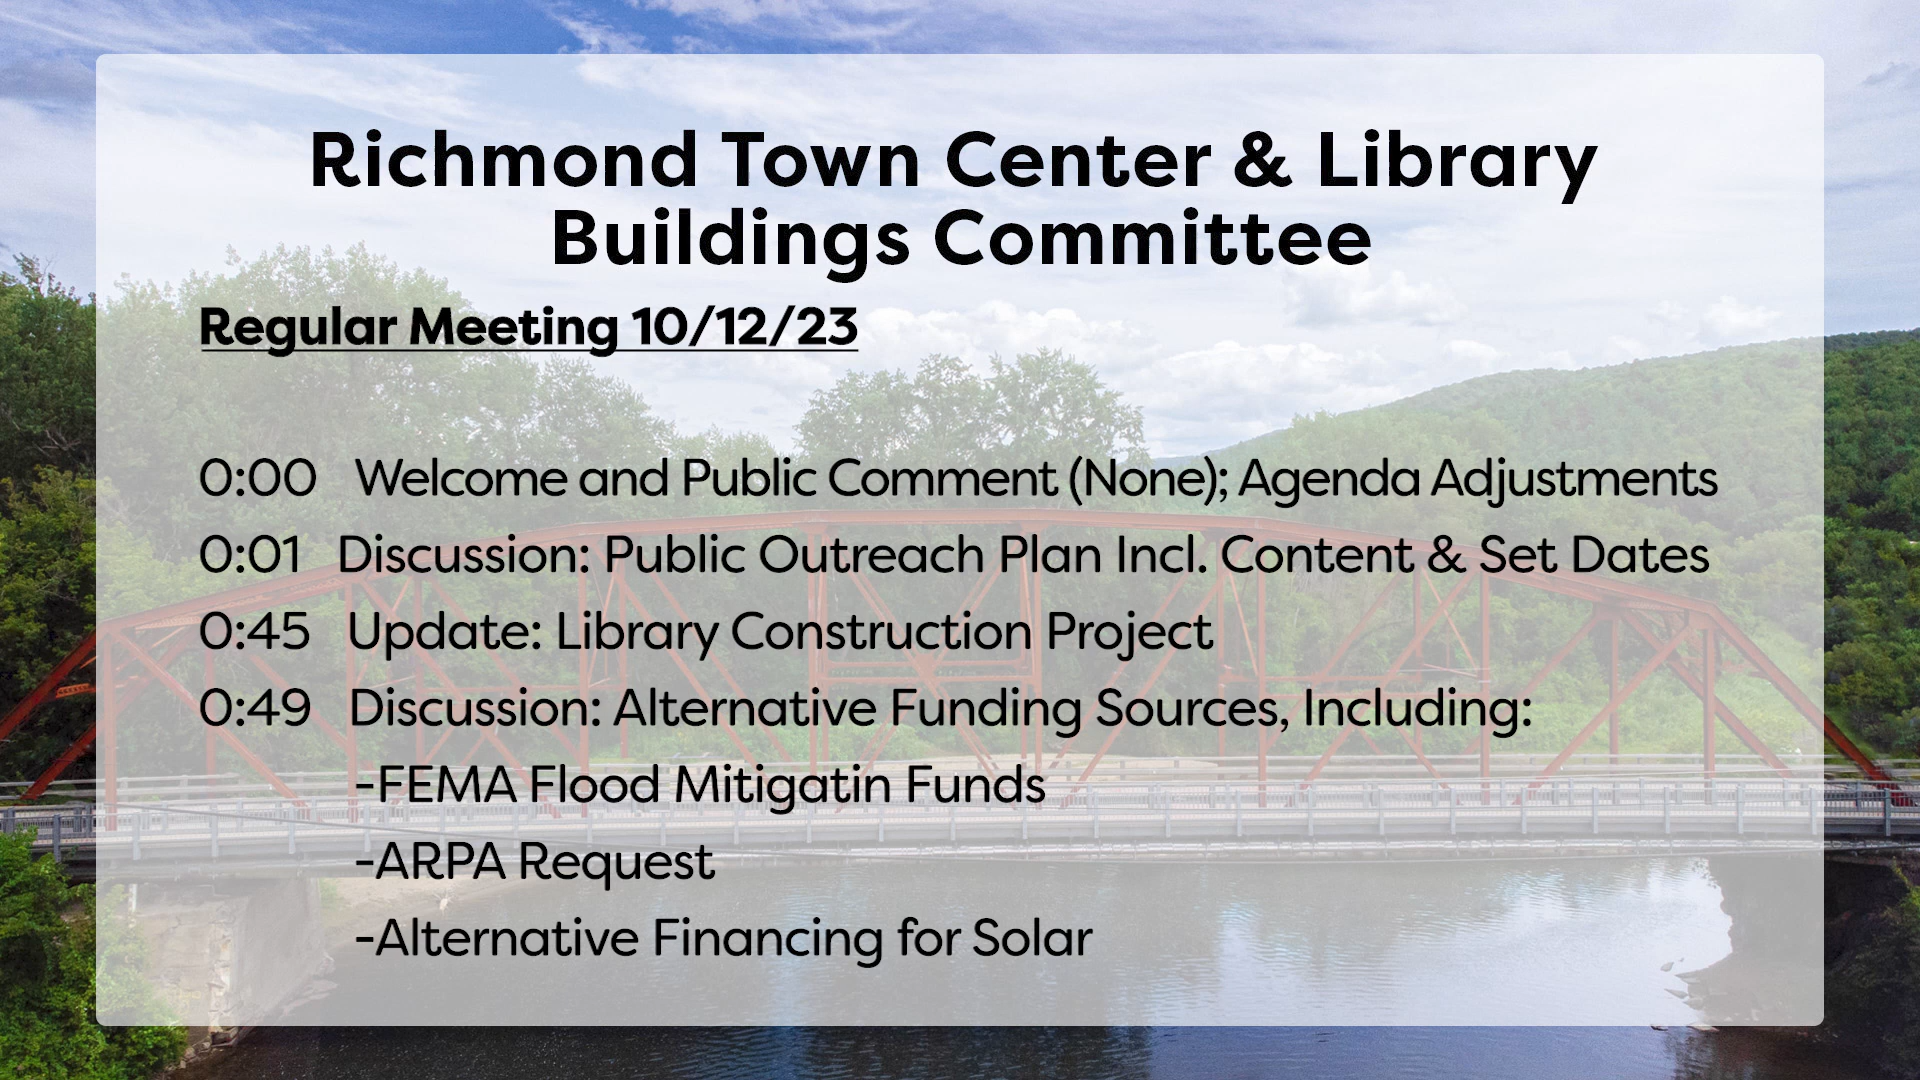 Richmond Town Center & Library
Buildings Committee
Regular Meeting 10/12/23
0:00 Welcome and Public Comment (None); Agenda Adjustments
0:01 Discussion: Public Outreach Plan Incl. Content & Set Dates
0:45 Update: Library Construction Project
0:49 Discussion: Alternative Funding Sources, Including:
-FEMA Flood Mitigatin Funds
-ARPA Request
-Alternative Financing for Solar